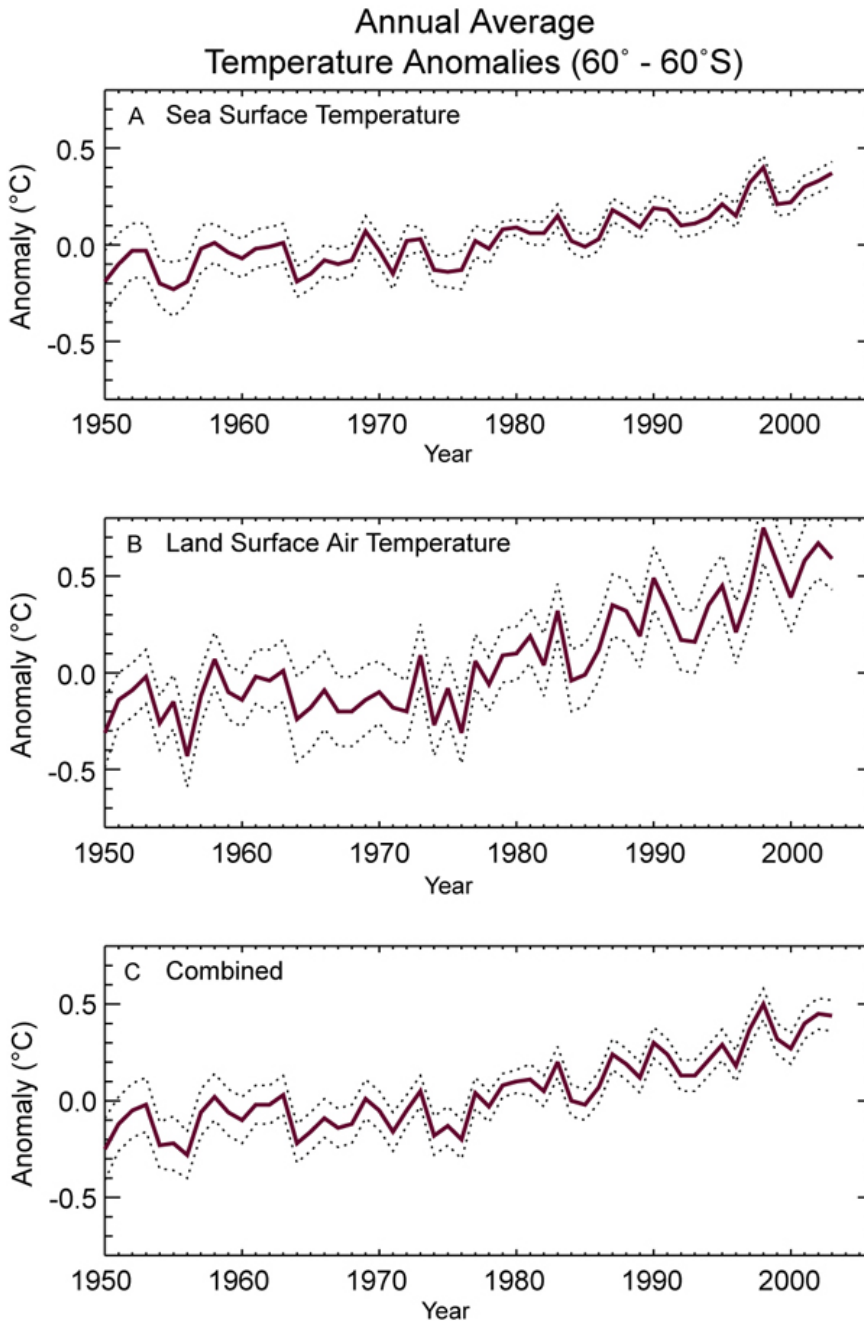 Annual Average
Temperature Anomalies (60˚ - 60˚S)
A Sea Surface Temperature
0.5
0.0
-0.5
Anomaly (°C)
1950 1960 1970 1980 1990 2000
Year
B Land Surface Air Temperature
0.5
0.0
-0.5
Anomaly (°C)
1950 1960 1970 1980 1990 2000
Year
C Combined
0.5
0.0
-0.5
Anomaly (°C)
1950 1960 1970 1980 1990 2000
Year